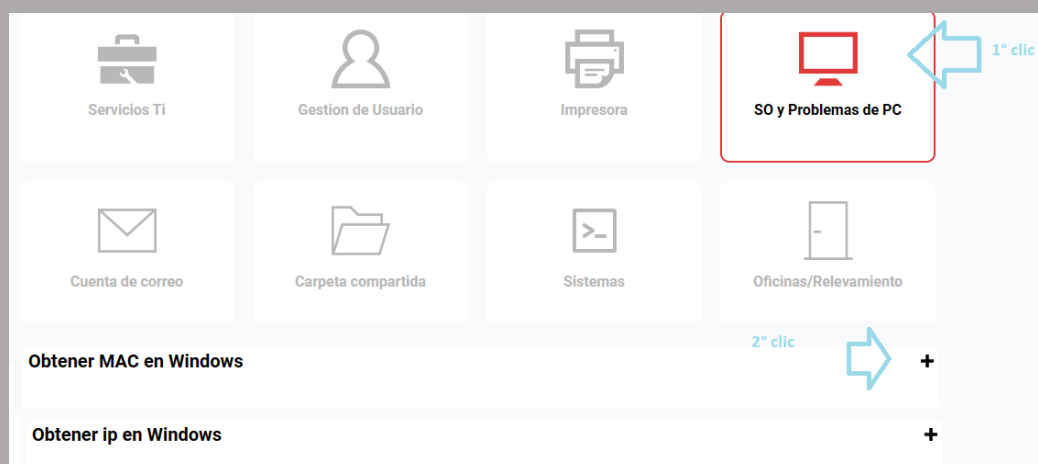 1° clic
Servicios Ti
Gestion de Usuario
Impresora
SO y Problemas de PC
Cuenta de correo
Carpeta compartida
Sistemas
Oficinas/Relevamiento
2° clic
Obtener MAC en Windows
Obtener ip en Windows